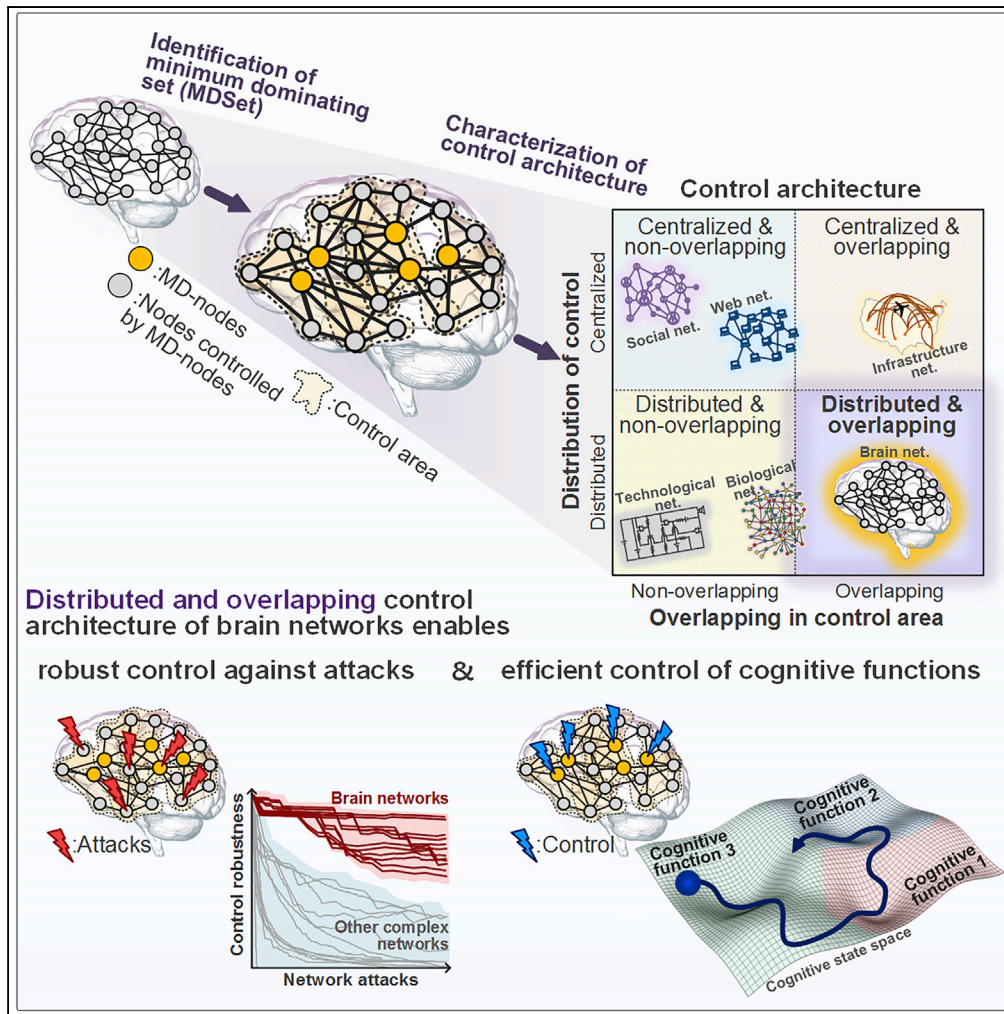 Identification of
minimum dominating
set (MDSet)
Characterization of
control architecture
:MD-nodes
:Nodes controlled
by MD-nodes
:Control area
Control architecture
Distribution of control
Centralized
Distributed
Centralized &
non-overlapping
Social net.
Web net.
Centralized &
overlapping
Infrastructure
net.
Distributed &
non-overlapping
Technological
net.
Biological
net.
Distributed &
overlapping
Brain net.
Non-overlapping
Overlapping
Overlapping in control area
Distributed and overlapping control
architecture of brain networks enables
robust control against attacks & efficient control of cognitive functions
:Attacks
Control robustness
Brain networks
Other complex
networks
Network attacks
:Control
Cognitive
function 3
Cognitive
function 2
Cognitive
function 1
Cognitive state space